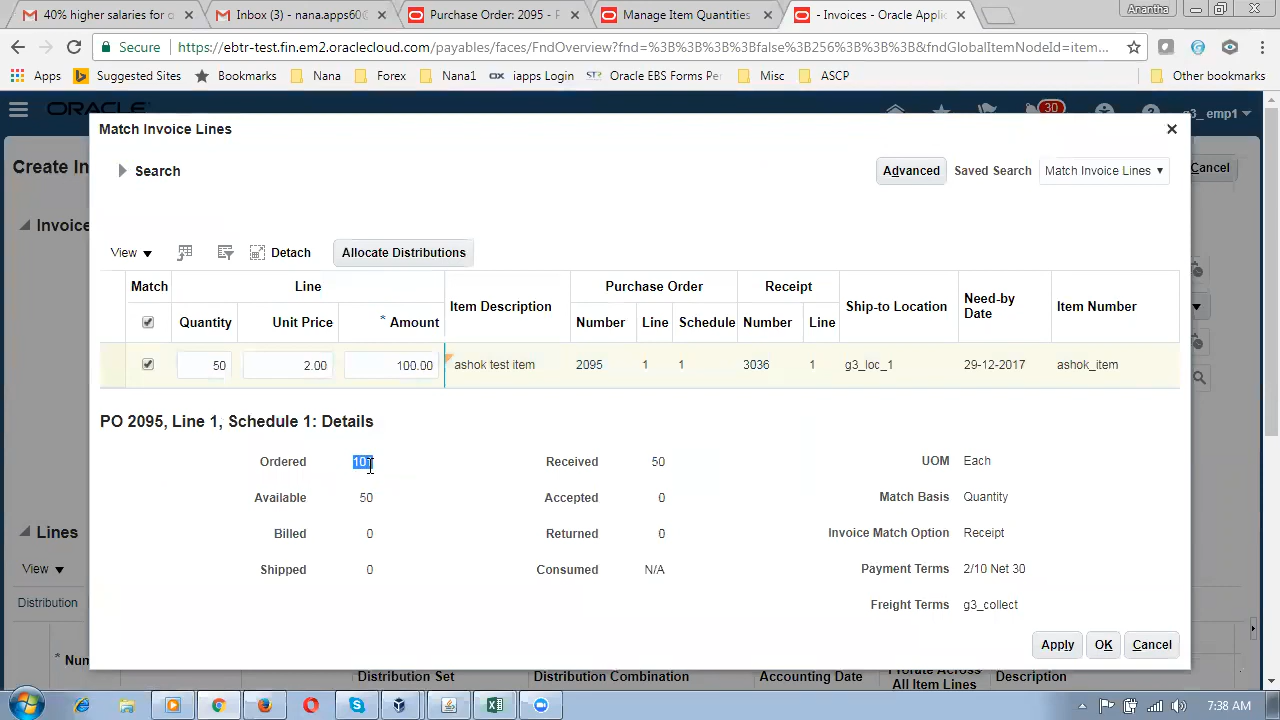 40% higher salaries for o
Inbox (3) - nana.apps60@
Purchase Order: 2095 - P
Manage Item Quantities
- Invoices - Oracle Applic
Anantha
Secure
https://ebtr-test.fin.em2.oraclecloud.com/payables/faces/FndOverview?fnd=%3B%3B%3B%3Bfalse%3B256%3B%3B%3B&fndGlobalItemNodeId=item...
Apps
Suggested Sites
Bookmarks
Nana
Forex
Nana1
iapps Login
Oracle EBS Forms Pe
Misc
ASCP
Other bookmarks
ORACLE
30
g3_emp1
Create In
Cancel
Invoice
Lines
View
Distribution
* Num
Match Invoice Lines
Search
Advanced
Saved Search
Match Invoice Lines
View
Detach
Allocate Distributions
Match
Line
Item Description
Purchase Order
Receipt
Ship-to Location
Need-by Date
Item Number
Quantity
Unit Price
* Amount
Number
Line
Schedule
Number
Line
50
2.00
100.00
ashok test item
2095
1
1
3036
1
g3_loc_1
29-12-2017
ashok_item
PO 2095, Line 1, Schedule 1: Details
Ordered
Received 50
UOM Each
Available 50
Accepted 0
Match Basis Quantity
Billed 0
Returned 0
Invoice Match Option Receipt
Shipped 0
Consumed N/A
Payment Terms 2/10 Net 30
Freight Terms g3_collect
Apply
OK
Cancel
Distribution Set
Distribution Combination
Accounting Date
Prorate Across
All Item Lines
Description
7:38 AM